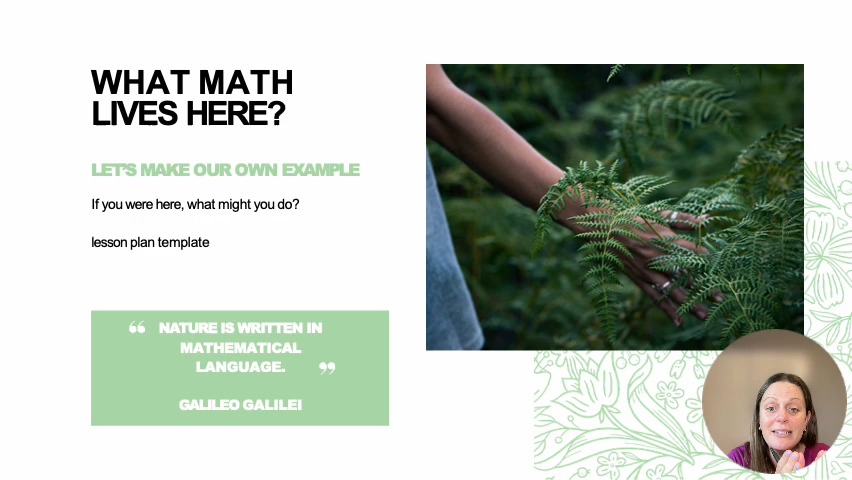 WHAT MATH
LIVES HERE?
LET'S MAKE OUR OWN EXAMPLE
If you were here, what might you do?
lesson plan template
“ NATURE IS WRITTEN IN
MATHEMATICAL
LANGUAGE. ”
GALILEO GALILEI